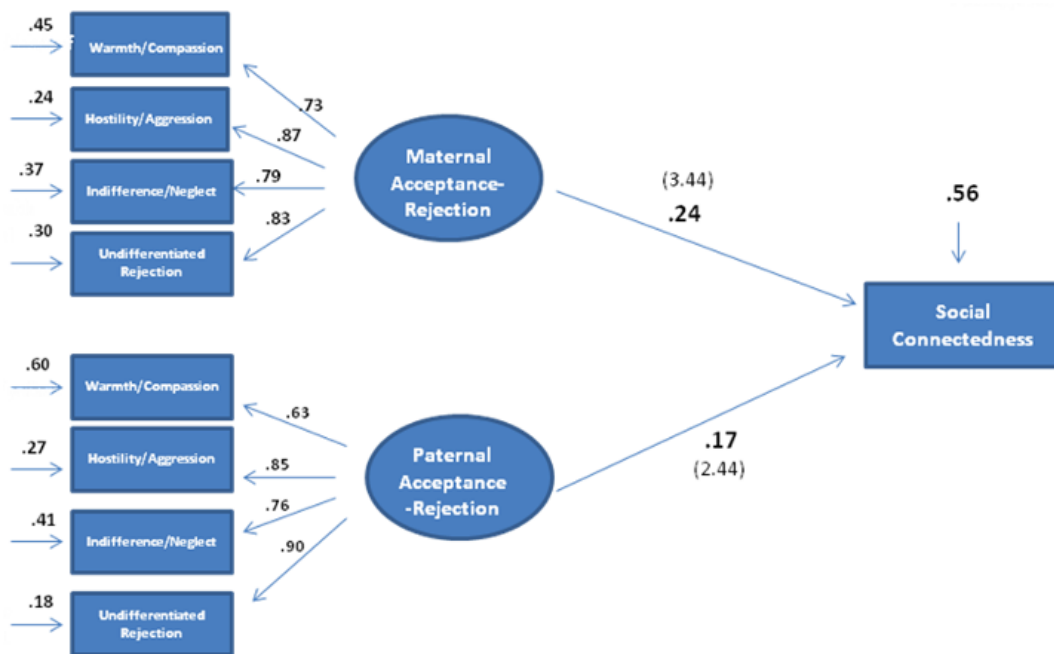 .45
Warmth/Compassion
.73
.24
Hostility/Aggression
.87
.37
Indifference/Neglect
.79
.30
Undifferentiated
Rejection
.83
Maternal
Acceptance-
Rejection
(3.44)
.24
.56
Social
Connectedness
.60
Warmth/Compassion
.63
.27
Hostility/Aggression
.85
.41
Indifference/Neglect
.76
.18
Undifferentiated
Rejection
.90
Paternal
Acceptance
-Rejection
.17
(2.44)